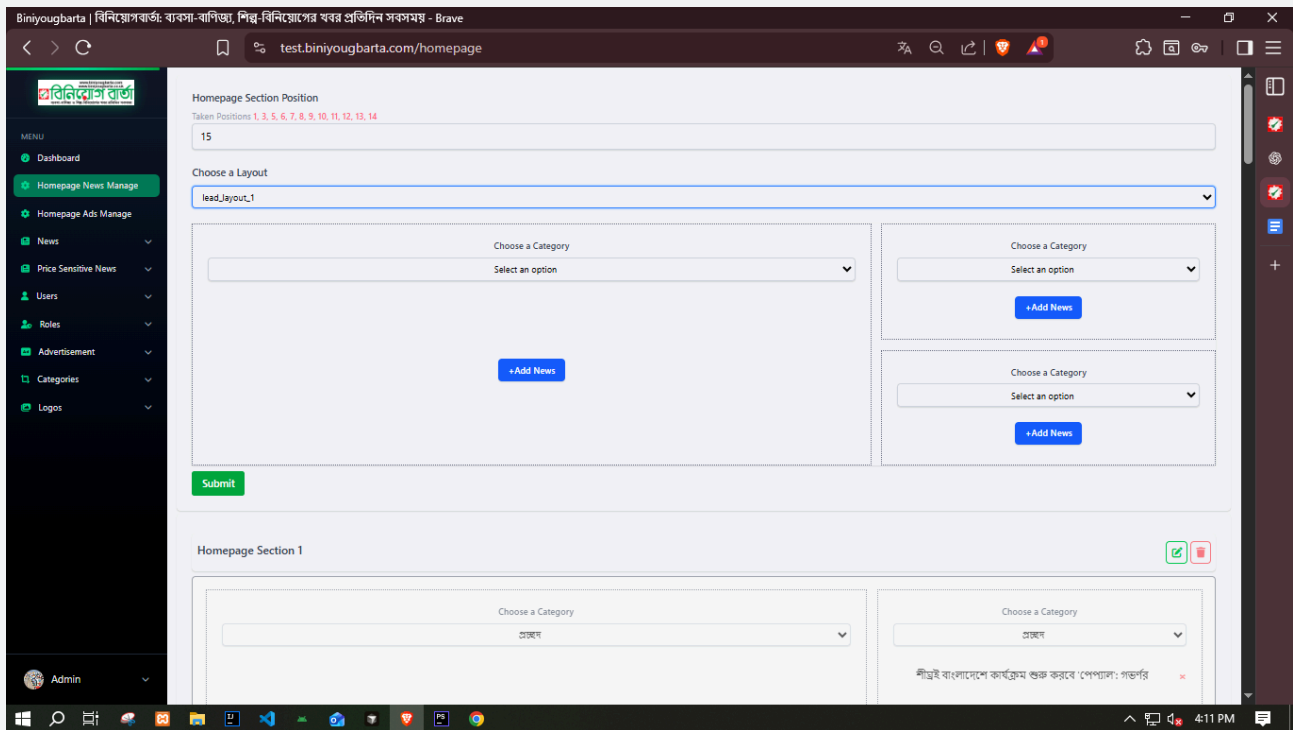 Biniyougbarta | বিনিয়োগবার্তা: ব্যবসা-বাণিজ্য, শিল্প-বিনিয়োগের খবর প্রতিদিন সবসময় - Brave
test.biniyougbarta.com/homepage
1
বিনিয়োগ বার্তা
MENU
Dashboard
Homepage News Manage
Homepage Ads Manage
News
Price Sensitive News
Users
Roles
Advertisement
Categories
Logos
Admin
Homepage Section Position
Taken Positions 1, 3, 5, 6, 7, 8, 9, 10, 11, 12, 13, 14
15
Choose a Layout
lead_layout_1
Choose a Category
Select an option
+Add News
Choose a Category
Select an option
+Add News
Choose a Category
Select an option
+Add News
Submit
Homepage Section 1
Choose a Category
প্রচ্ছদ
Choose a Category
প্রচ্ছদ
শীঘ্রই বাংলাদেশে কার্যক্রম শুরু করবে 'পেপ্যাল': গভর্ণর
4:11 PM